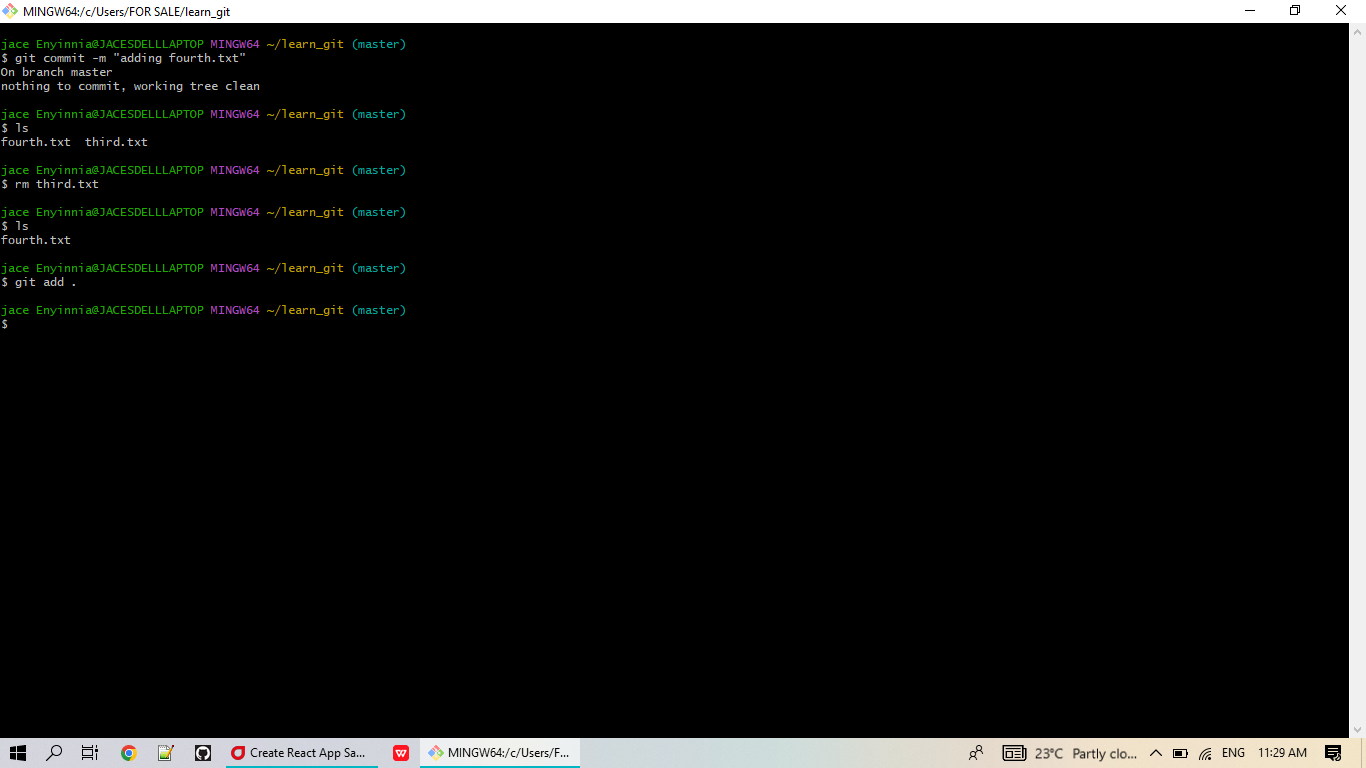 MINGW64:/c/Users/FOR SALE/learn_git
jace Enyinnia@JACESDELLLAPTOP MINGW64 ~/learn_git (master)
$ git commit -m "adding fourth.txt"
On branch master
nothing to commit, working tree clean
jace Enyinnia@JACESDELLLAPTOP MINGW64 ~/learn_git (master)
$ ls
fourth.txt  third.txt
jace Enyinnia@JACESDELLLAPTOP MINGW64 ~/learn_git (master)
$ rm third.txt
jace Enyinnia@JACESDELLLAPTOP MINGW64 ~/learn_git (master)
$ ls
fourth.txt
jace Enyinnia@JACESDELLLAPTOP MINGW64 ~/learn_git (master)
$ git add .
jace Enyinnia@JACESDELLLAPTOP MINGW64 ~/learn_git (master)
$
Create React App Sa... MINGW64:/c/Users/F... 23°C Partly clo... ENG 11:29 AM